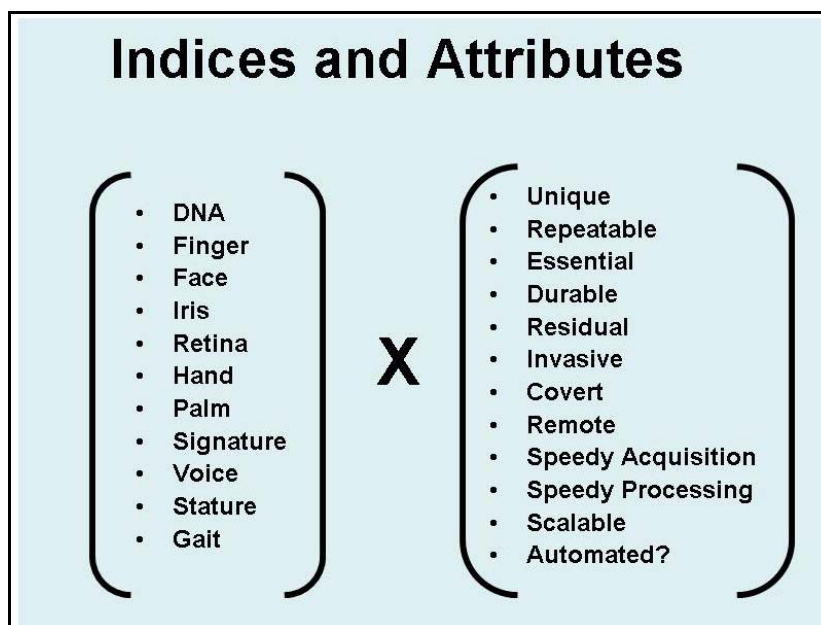 Indices and Attributes
• DNA
• Finger
• Face
• Iris
• Retina
• Hand
• Palm
• Signature
• Voice
• Stature
• Gait
X
• Unique
• Repeatable
• Essential
• Durable
• Residual
• Invasive
• Covert
• Remote
• Speedy Acquisition
• Speedy Processing
• Scalable
• Automated?